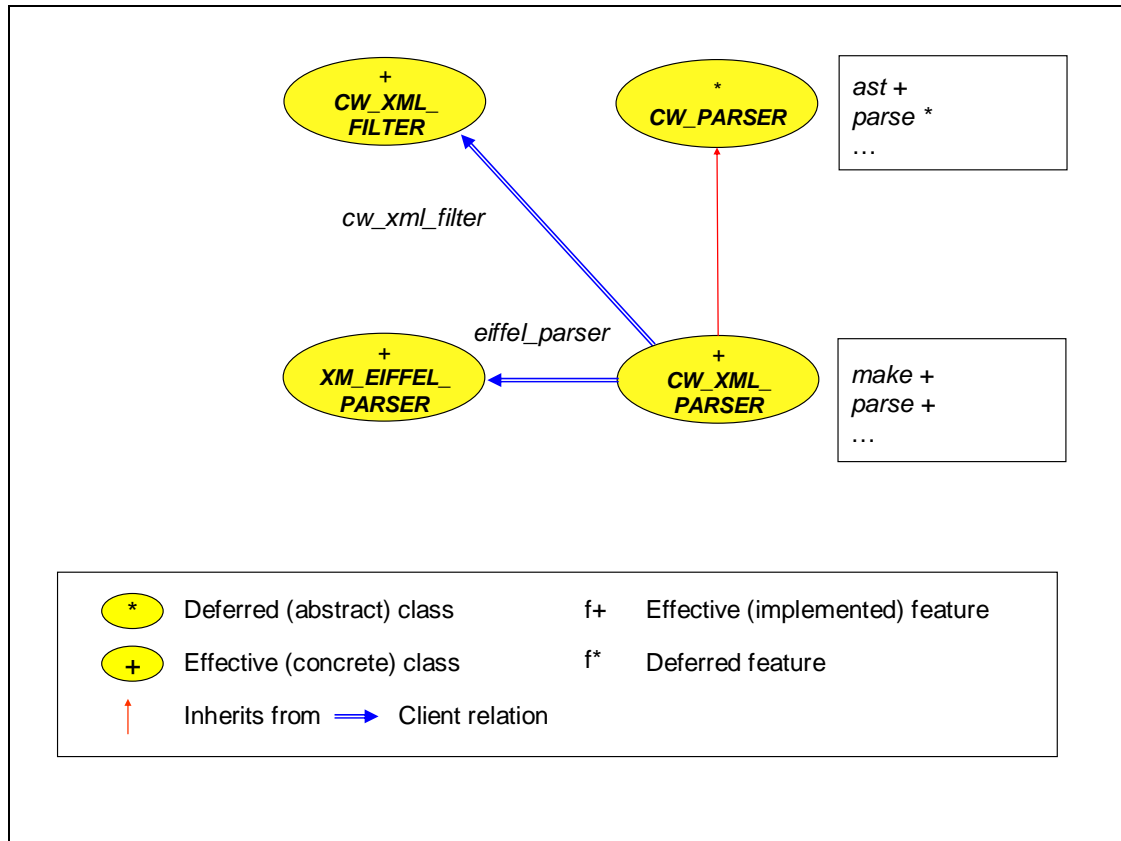 +
CW_XML_
FILTER
*
CW_PARSER
ast +
parse *
…
cw_xml_filter
eiffel_parser
+
XM_EIFFEL_
PARSER
+
CW_XML_
PARSER
make +
parse +
…
* Deferred (abstract) class f+ Effective (implemented) feature
+ Effective (concrete) class f* Deferred feature
Inherits from Client relation